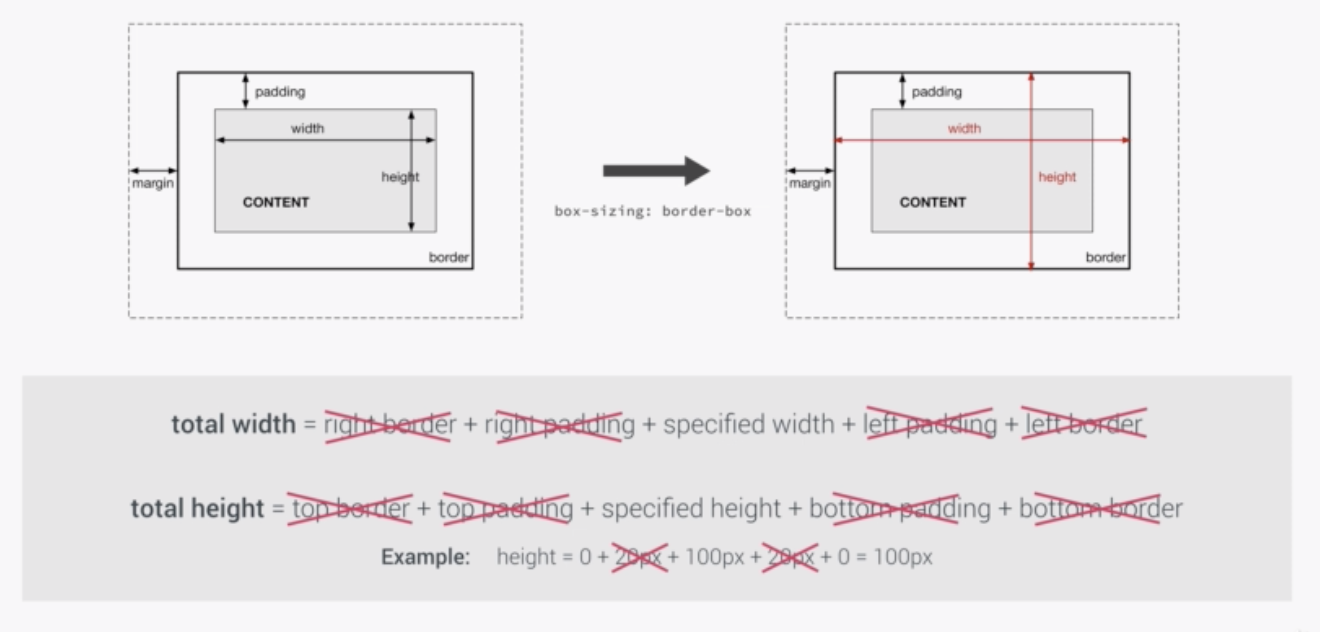 padding
width
height
margin
CONTENT
border
box-sizing: border-box
padding
width
height
margin
CONTENT
border
total width = right border + right padding + specified width + left padding + left border
total height = top border + top padding + specified height + bottom padding + bottom border
Example: height = 0 + 20px + 100px + 20px + 0 = 100px